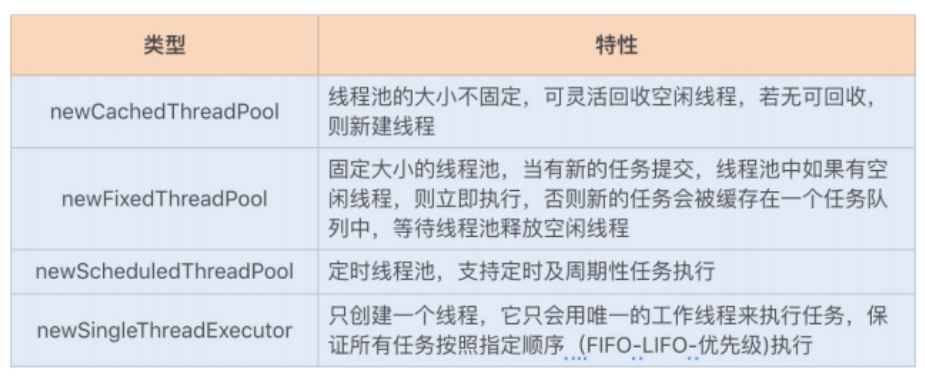 类型
特性
newCachedThreadPool
线程池的大小不固定，可灵活回收空闲线程，若无可回收，
则新建线程
newFixedThreadPool
固定大小的线程池，当有新的任务提交，线程池中如果有空
闲线程，则立即执行，否则新的任务会被缓存在一个任务队
列中，等待线程池释放空闲线程
newScheduledThreadPool
定时线程池，支持定时及周期性任务执行
newSingleThreadExecutor
只创建一个线程，它只会用唯一的工作线程来执行任务，保
证所有任务按照指定顺序（FIFO-LIFO-优先级)执行